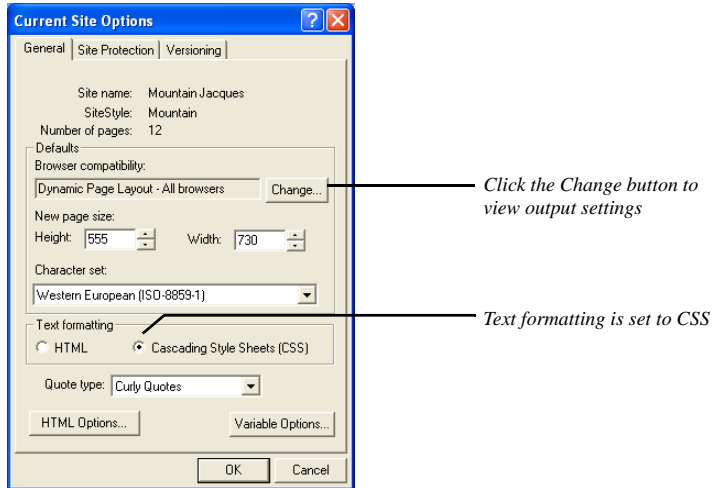 Current Site Options
General Site Protection Versioning
Site name: Mountain Jacques
SiteStyle: Mountain
Number of pages: 12
Defaults
Browser compatibility:
Dynamic Page Layout - All browsers Change...
Click the Change button to
view output settings
New page size:
Height: 555 Width: 730
Character set:
Western European (ISO-8859-1)
Text formatting
Text formatting is set to CSS
HTML Cascading Style Sheets (CSS)
Quote type: Curly Quotes
HTML Options... Variable Options...
OK Cancel